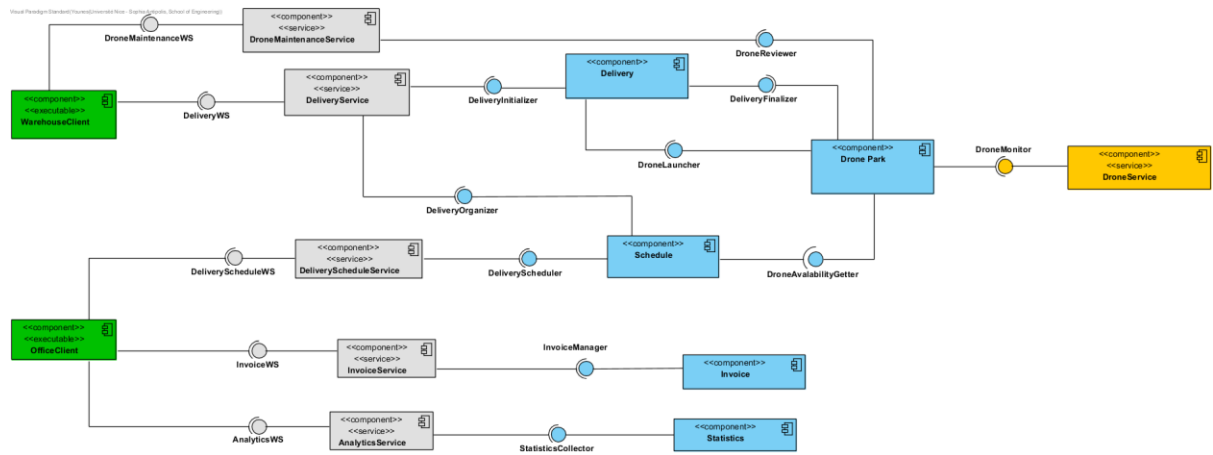 Visual Paradigm Standard(Youness(Université Nice - Sophia Antipolis, School of Engineering))
<<component>>
<<service>>
DroneMaintenanceService
DroneMaintenanceWS
DroneReviewer
<<component>>
Delivery
<<component>>
<<service>>
DeliveryService
<<component>>
<<executable>>
WarehouseClient
DeliveryWS
DeliveryInitializer
DeliveryFinalizer
<<component>>
Drone Park
DroneMonitor
<<component>>
<<service>>
DroneService
DroneLauncher
DeliveryOrganizer
<<component>>
<<service>>
DeliveryScheduleService
<<component>>
Schedule
DeliveryScheduleWS
DeliveryScheduler
DroneAvalabilityGetter
<<component>>
<<executable>>
OfficeClient
InvoiceWS
<<component>>
<<service>>
InvoiceService
InvoiceManager
<<component>>
Invoice
AnalyticsWS
<<component>>
<<service>>
AnalyticsService
StatisticsCollector
<<component>>
Statistics